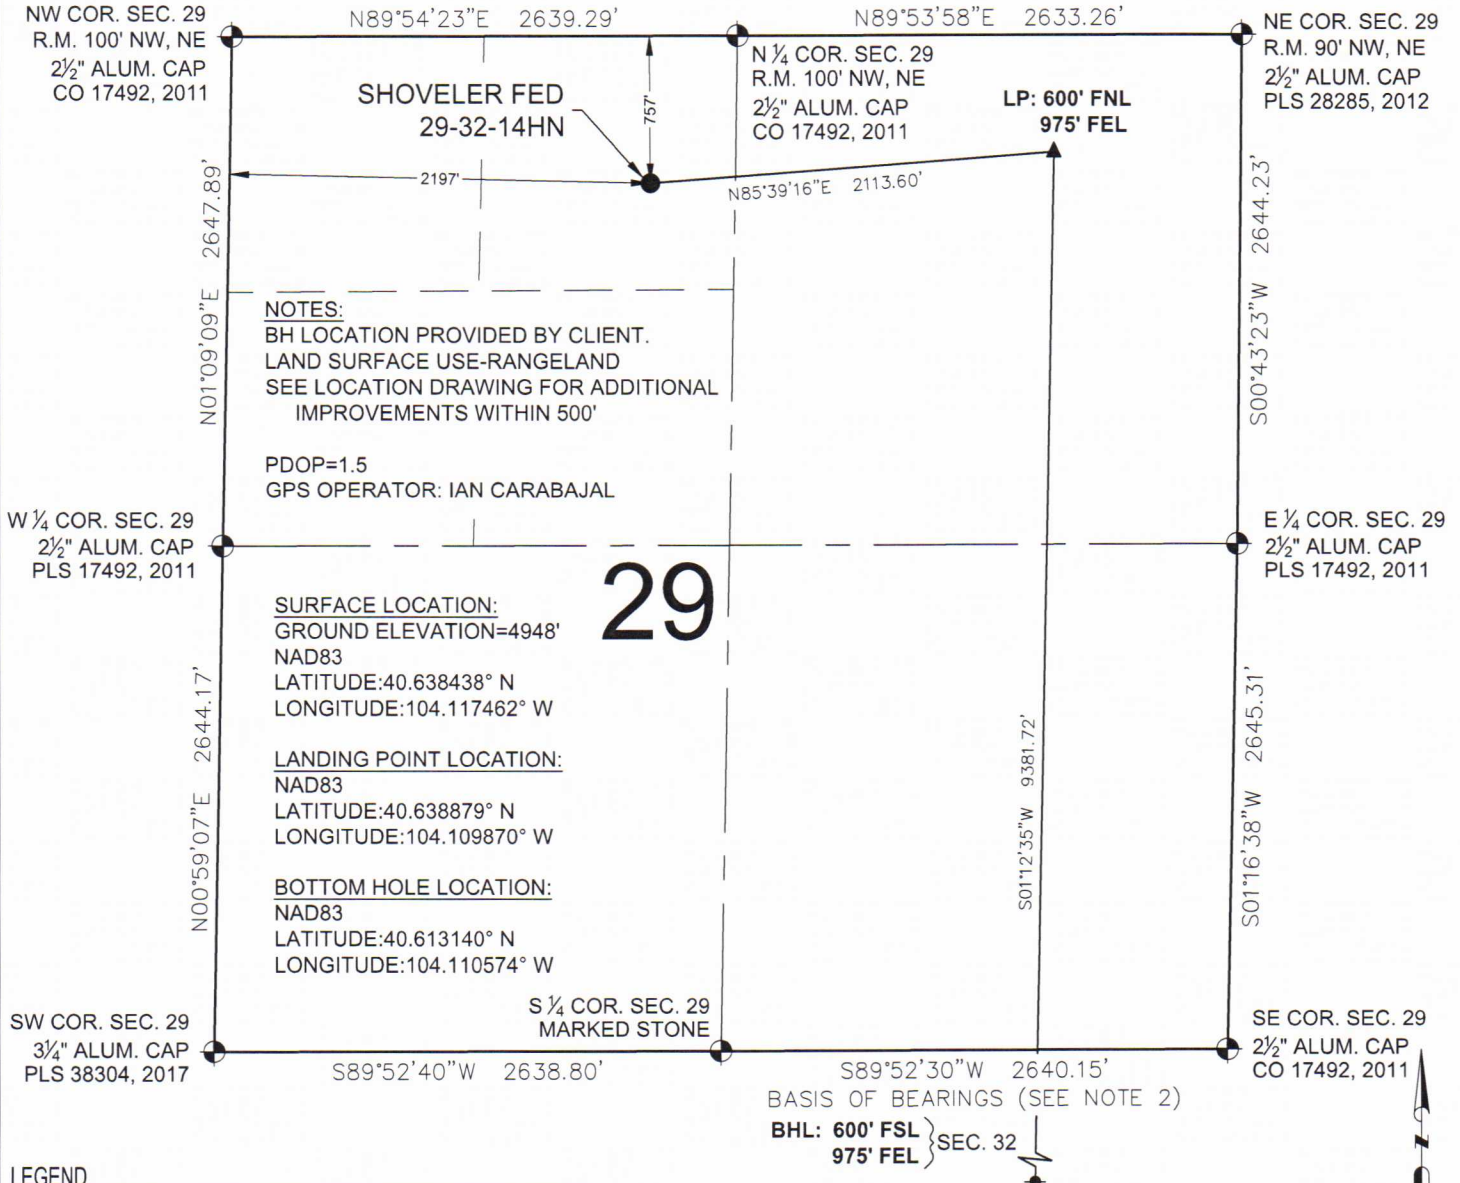 NW COR. SEC. 29
R.M. 100' NW, NE
2½" ALUM. CAP
CO 17492, 2011
N89°54'23"E 2639.29'
N89°53'58"E 2633.26'
NE COR. SEC. 29
R.M. 90' NW, NE
2½" ALUM. CAP
PLS 28285, 2012
N ¼ COR. SEC. 29
R.M. 100' NW, NE
2½" ALUM. CAP
CO 17492, 2011
SHOVELER FED
29-32-14HN
757'
LP: 600' FNL
975' FEL
2197'
N85°39'16"E 2113.60'
N01°09'09"E 2647.89'
S00°43'23"W 2644.23'
NOTES:
BH LOCATION PROVIDED BY CLIENT.
LAND SURFACE USE-RANGELAND
SEE LOCATION DRAWING FOR ADDITIONAL
IMPROVEMENTS WITHIN 500'
PDOP=1.5
GPS OPERATOR: IAN CARABAJAL
W ¼ COR. SEC. 29
2½" ALUM. CAP
PLS 17492, 2011
E ¼ COR. SEC. 29
2½" ALUM. CAP
PLS 17492, 2011
29
SURFACE LOCATION:
GROUND ELEVATION=4948'
NAD83
LATITUDE:40.638438° N
LONGITUDE:104.117462° W
LANDING POINT LOCATION:
NAD83
LATITUDE:40.638879° N
LONGITUDE:104.109870° W
BOTTOM HOLE LOCATION:
NAD83
LATITUDE:40.613140° N
LONGITUDE:104.110574° W
N00°59'07"E 2644.17'
S01°12'35"W 9381.72'
S01°16'38"W 2645.31'
S ¼ COR. SEC. 29
MARKED STONE
SW COR. SEC. 29
3¼" ALUM. CAP
PLS 38304, 2017
SE COR. SEC. 29
2½" ALUM. CAP
CO 17492, 2011
S89°52'40"W 2638.80'
S89°52'30"W 2640.15'
BASIS OF BEARINGS (SEE NOTE 2)
BHL: 600' FSL
975' FEL
SEC. 32
N
LEGEND